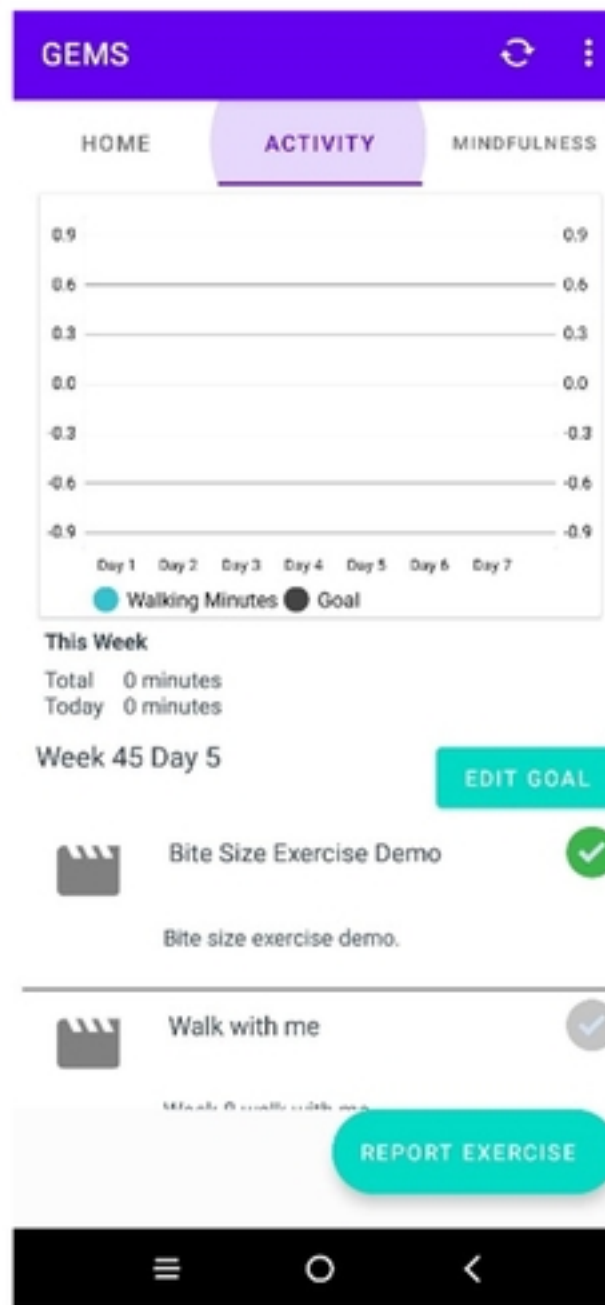 GEMS
HOME ACTIVITY MINDFULNESS
0.9 0.9
0.6 0.6
0.3 0.3
0.0 0.0
-0.3 -0.3
-0.6 -0.6
-0.9 -0.9
Day 1 Day 2 Day 3 Day 4 Day 5 Day 6 Day 7
Walking Minutes Goal
This Week
Total 0 minutes
Today 0 minutes
Week 45 Day 5
EDIT GOAL
Bite Size Exercise Demo
Bite size exercise demo.
Walk with me
walk with me
REPORT EXERCISE